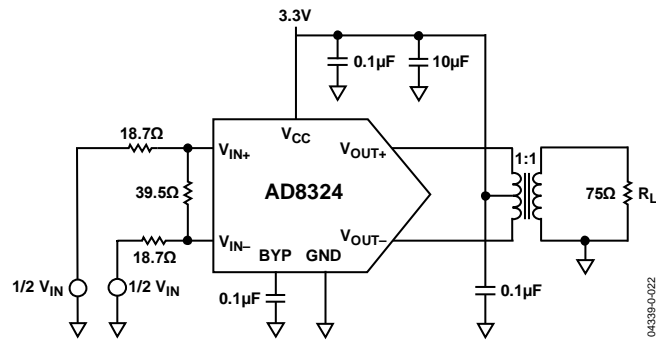 3.3V
0.1µF
10µF
18.7Ω
V_IN+
V_CC
V_OUT+
1:1
39.5Ω
AD8324
75Ω
R_L
V_IN–
BYP
GND
V_OUT–
18.7Ω
1/2 V_IN
1/2 V_IN
0.1µF
0.1µF
04339-0-022